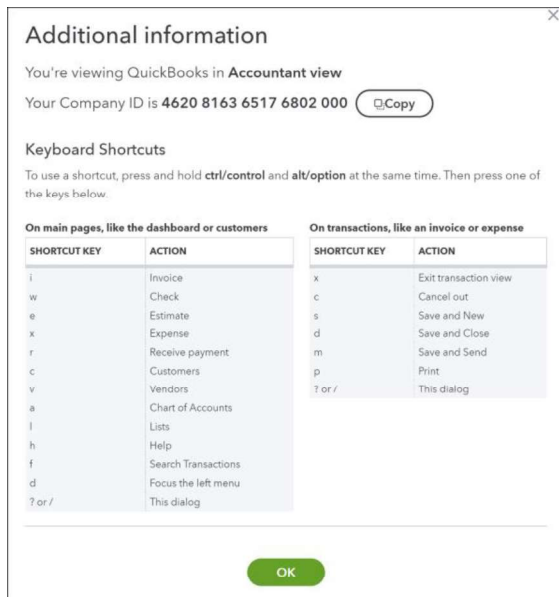 Additional information
You're viewing QuickBooks in Accountant view
Your Company ID is 4620 8163 6517 6802 000 Copy
Keyboard Shortcuts
To use a shortcut, press and hold ctrl/control and alt/option at the same time. Then press one of
the keys below.
On main pages, like the dashboard or customers
SHORTCUT KEY ACTION
i Invoice
w Check
e Estimate
x Expense
r Receive payment
c Customers
v Vendors
a Chart of Accounts
l Lists
h Help
f Search Transactions
d Focus the left menu
? or / This dialog
On transactions, like an invoice or expense
SHORTCUT KEY ACTION
x Exit transaction view
c Cancel out
s Save and New
d Save and Close
m Save and Send
p Print
? or / This dialog
OK